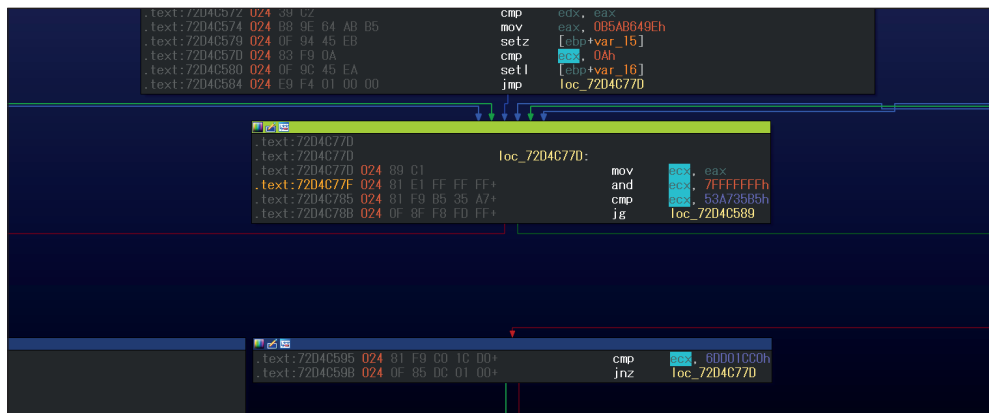 .text:72D4C572 024 39 C2 cmp edx, eax
.text:72D4C574 024 B8 9E 64 AB B5 mov eax, 0B5AB649Eh
.text:72D4C579 024 0F 94 45 EB setz [ebp+var_15]
.text:72D4C57D 024 83 F9 0A cmp ecx, 0Ah
.text:72D4C580 024 0F 9C 45 EA setl [ebp+var_16]
.text:72D4C584 024 E9 F4 01 00 00 jmp loc_72D4C77D
.text:72D4C77D
.text:72D4C77D loc_72D4C77D:
.text:72D4C77D 024 89 C1 mov ecx, eax
.text:72D4C77F 024 81 E1 FF FF FF+ and ecx, 7FFFFFFFh
.text:72D4C785 024 81 F9 B5 35 A7+ cmp ecx, 53A735B5h
.text:72D4C78B 024 0F 8F F8 FD FF+ jg loc_72D4C589
.text:72D4C595 024 81 F9 C0 1C D0+ cmp ecx, 6DD01CC0h
.text:72D4C59B 024 0F 85 DC 01 00+ jnz loc_72D4C77D